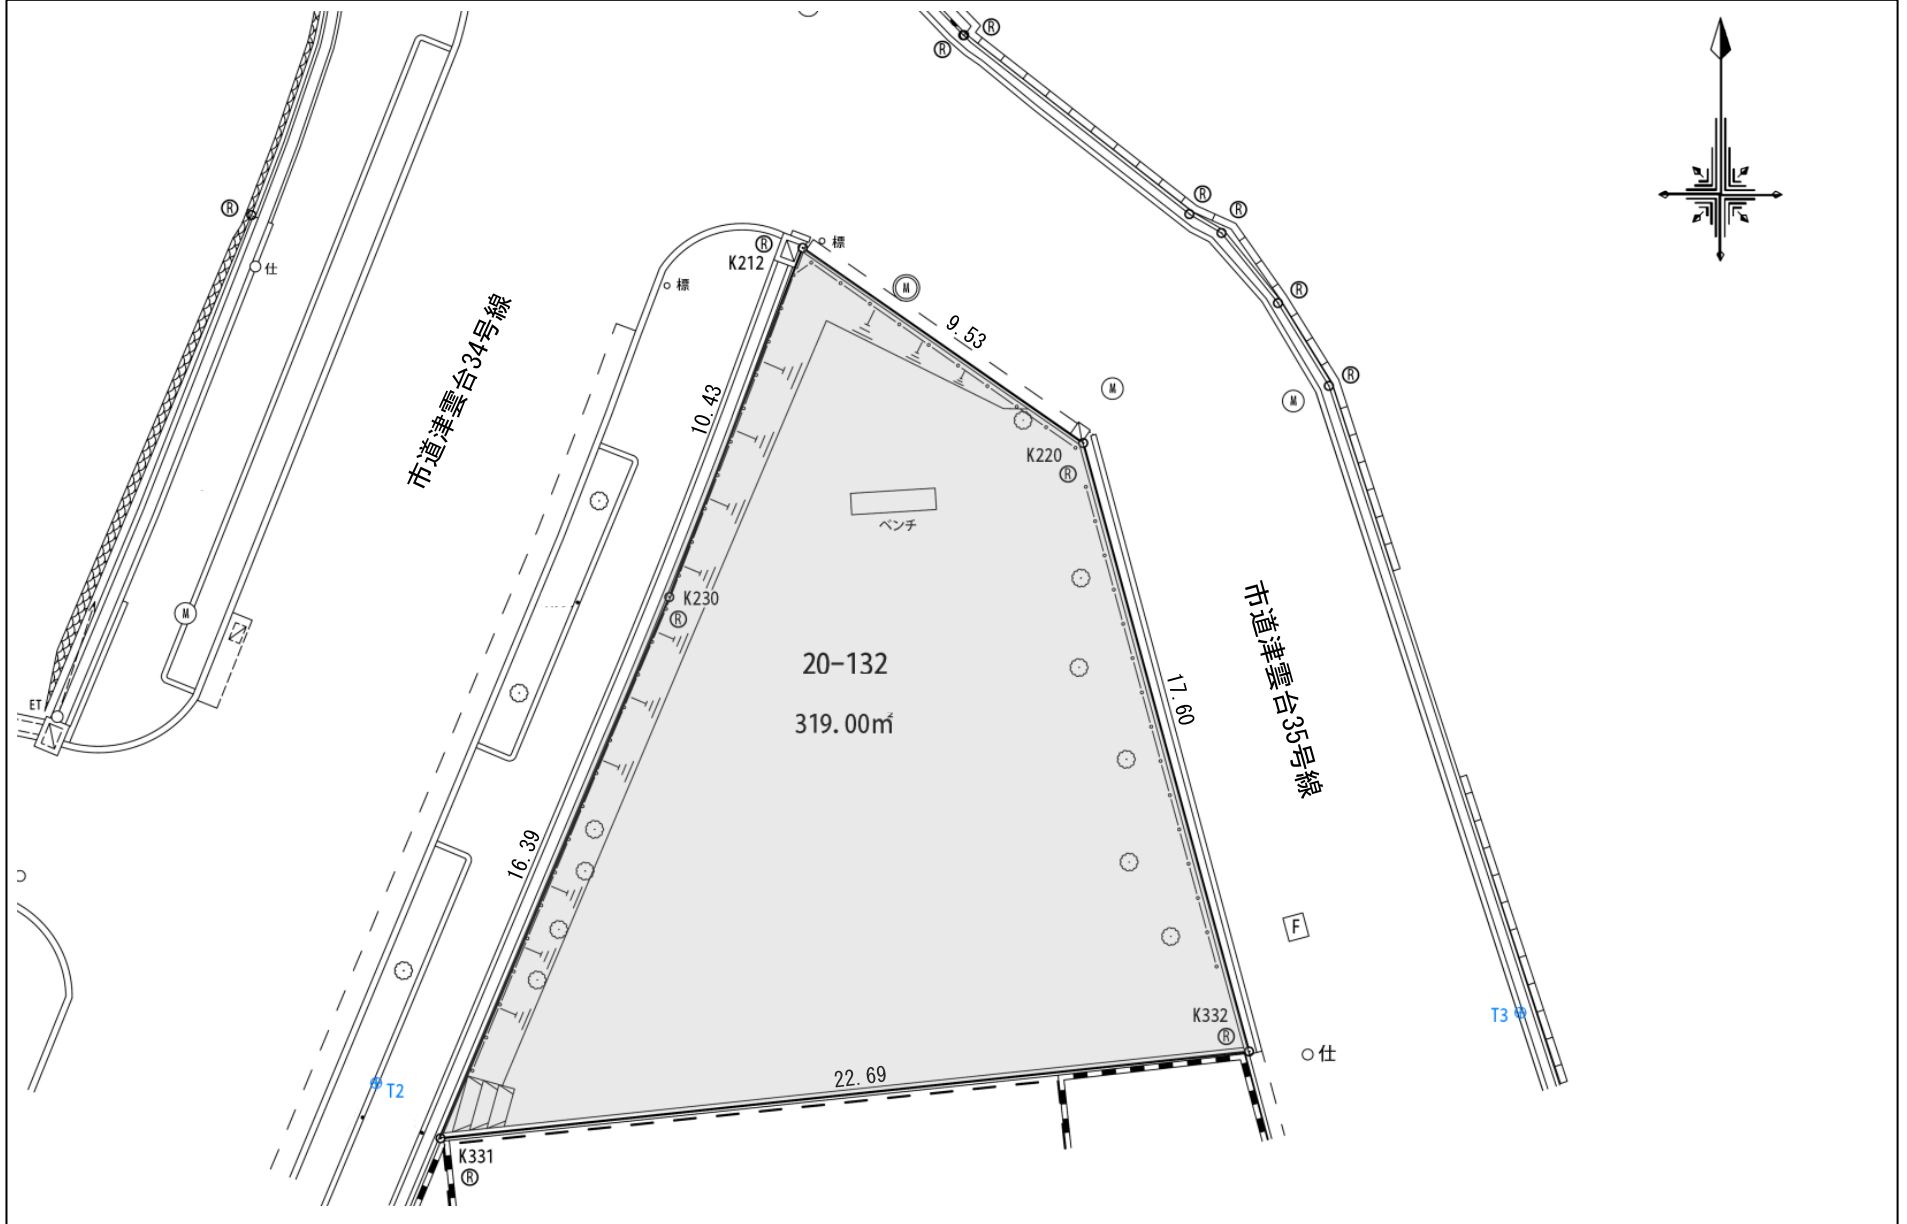 Ⓡ
Ⓡ
Ⓡ
Ⓡ
Ⓡ
Ⓡ
標
K212
仕
標
Ⓡ
M
9.53
市道津雲台34号線
10.43
Ⓡ
M
M
K220
Ⓡ
ベンチ
K230
Ⓡ
M
20-132
319.00㎡
17.60
市道津雲台35号線
ET
16.39
F
K332
Ⓡ
T3
仕
22.69
T2
K331
Ⓡ